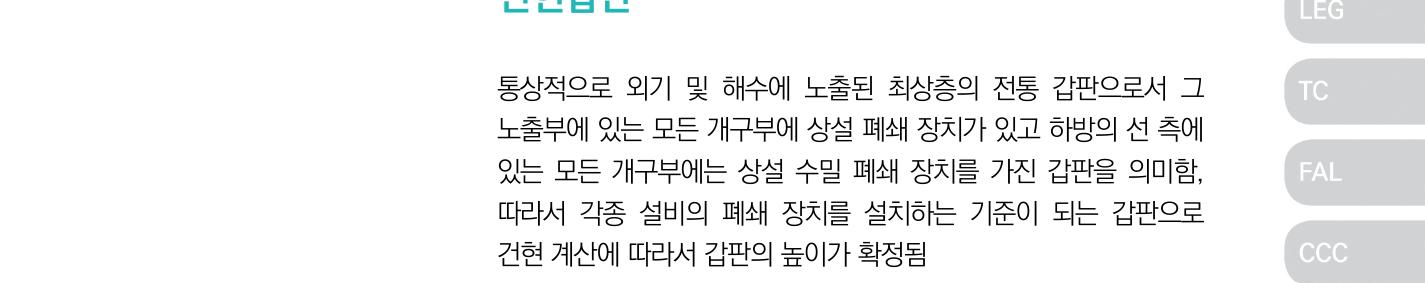 통상적으로 외기 및 해수에 노출된 최상층의 전통 갑판으로서 그
노출부에 있는 모든 개구부에 상설 폐쇄 장치가 있고 하방의 선 측에
있는 모든 개구부에는 상설 수밀 폐쇄 장치를 가진 갑판을 의미함,
따라서 각종 설비의 폐쇄 장치를 설치하는 기준이 되는 갑판으로
건현 계산에 따라서 갑판의 높이가 확정됨
LEG
TC
FAL
CCC